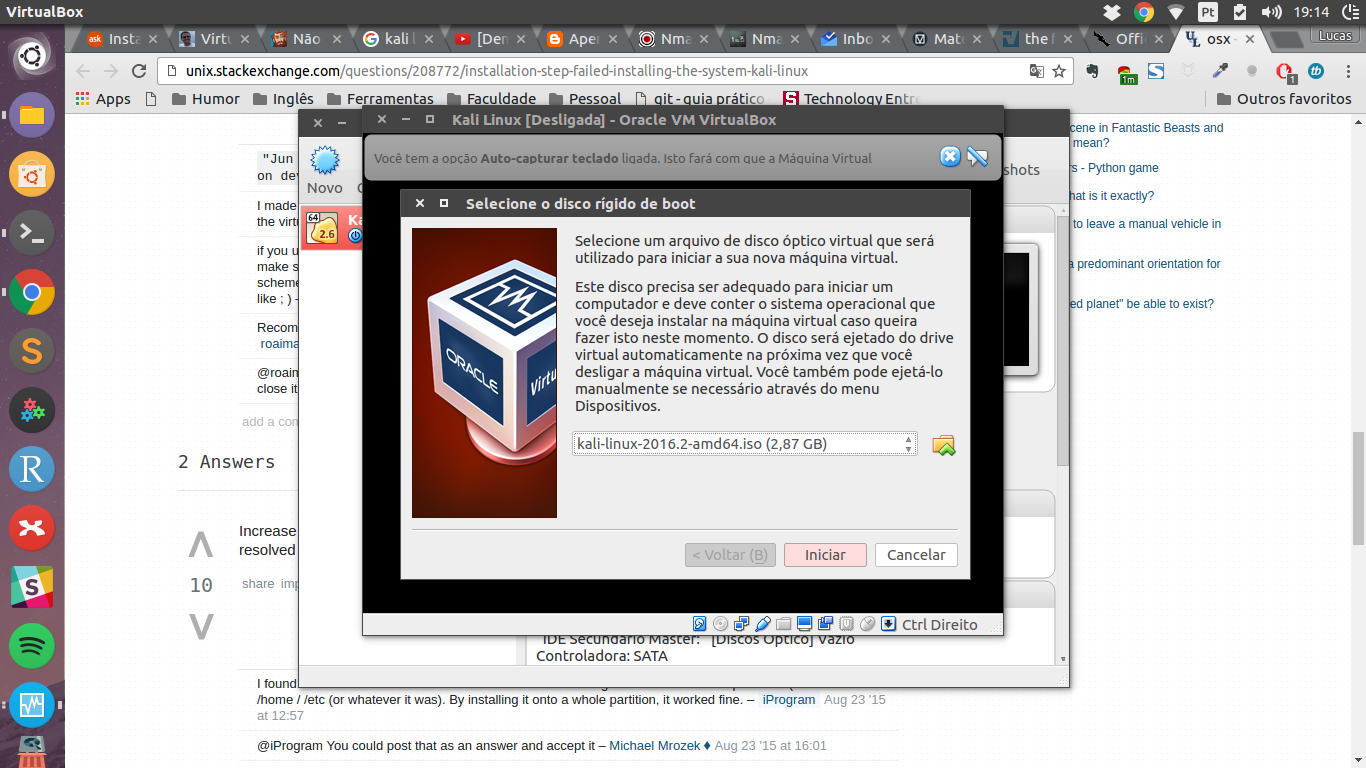 VirtualBox
Pt
19:14
Lucas
Insta
Virtu
Não
kali l
[Den
Aper
Nma
Nma
Inbo
Mate
the f
Offic
osx -
unix.stackexchange.com/questions/208772/installation-step-failed-installing-the-system-kali-linux
1m
1
Apps
Humor
Inglês
Ferramentas
Faculdade
Pessoal
git - guia prático
Technology Entre
Outros favoritos
cene in Fantastic Beasts and
mean?
rs - Python game
hat is it exactly?
to leave a manual vehicle in
a predominant orientation for
ed planet" be able to exist?
"Jun
on dev
I made
the virtu
if you u
make s
scheme
like ; ) -
Recom
roaima
@roain
close it
add a con
2 Answers
Increase
resolved
10
share imp
Novo
shots
64
2.6
Ka
Kali Linux [Desligada] - Oracle VM VirtualBox
Você tem a opção Auto-capturar teclado ligada. Isto fará com que a Máquina Virtual
Selecione o disco rígido de boot
ORACLE
Virtu
Selecione um arquivo de disco óptico virtual que será
utilizado para iniciar a sua nova máquina virtual.
Este disco precisa ser adequado para iniciar um
computador e deve conter o sistema operacional que
você deseja instalar na máquina virtual caso queira
fazer isto neste momento. O disco será ejetado do drive
virtual automaticamente na próxima vez que você
desligar a máquina virtual. Você também pode ejetá-lo
manualmente se necessário através do menu
Dispositivos.
kali-linux-2016.2-amd64.iso (2,87 GB)
< Voltar (B)
Iniciar
Cancelar
Ctrl Direito
IDE Secundário Master: [Discos Óptico] Vazio
Controladora: SATA
I found
/home / /etc (or whatever it was). By installing it onto a whole partition, it worked fine. – iProgram Aug 23 '15
at 12:57
@iProgram You could post that as an answer and accept it – Michael Mrozek ♦ Aug 23 '15 at 16:01